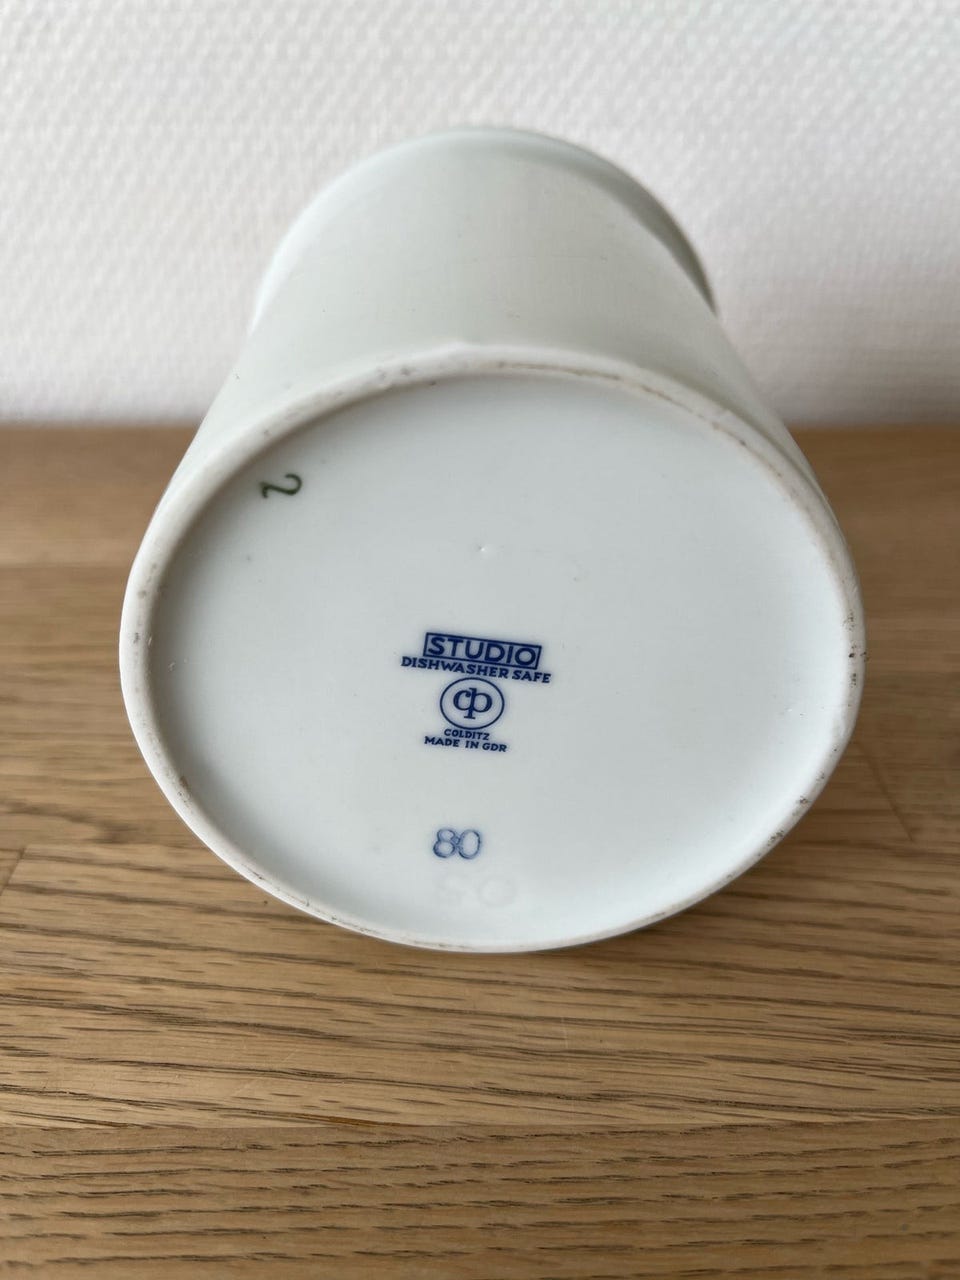 2
STUDIO
DISHWASHER SAFE
cp
COLDITZ
MADE IN GDR
80